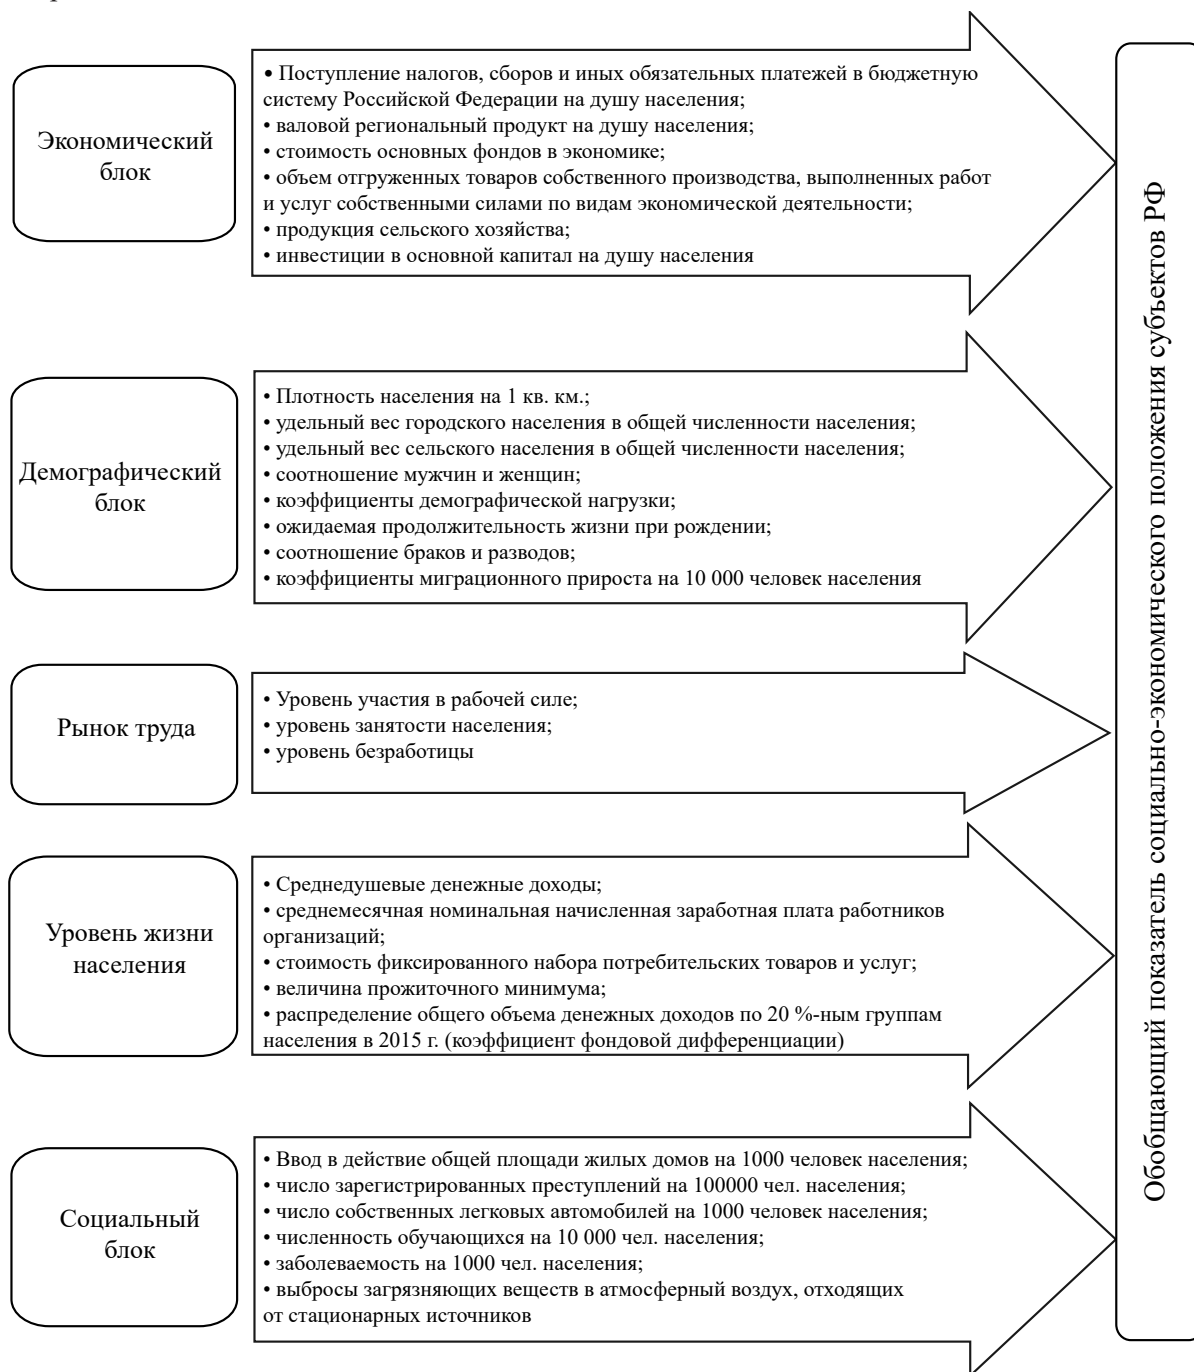 Экономический
блок
• Поступление налогов, сборов и иных обязательных платежей в бюджетную
систему Российской Федерации на душу населения;
• валовой региональный продукт на душу населения;
• стоимость основных фондов в экономике;
• объем отгруженных товаров собственного производства, выполненных работ
и услуг собственными силами по видам экономической деятельности;
• продукция сельского хозяйства;
• инвестиции в основной капитал на душу населения
Демографический
блок
• Плотность населения на 1 кв. км.;
• удельный вес городского населения в общей численности населения;
• удельный вес сельского населения в общей численности населения;
• соотношение мужчин и женщин;
• коэффициенты демографической нагрузки;
• ожидаемая продолжительность жизни при рождении;
• соотношение браков и разводов;
• коэффициенты миграционного прироста на 10 000 человек населения
Рынок труда
• Уровень участия в рабочей силе;
• уровень занятости населения;
• уровень безработицы
Уровень жизни
населения
• Среднедушевые денежные доходы;
• среднемесячная номинальная начисленная заработная плата работников
организаций;
• стоимость фиксированного набора потребительских товаров и услуг;
• величина прожиточного минимума;
• распределение общего объема денежных доходов по 20 %-ным группам
населения в 2015 г. (коэффициент фондовой дифференциации)
Социальный
блок
• Ввод в действие общей площади жилых домов на 1000 человек населения;
• число зарегистрированных преступлений на 100000 чел. населения;
• число собственных легковых автомобилей на 1000 человек населения;
• численность обучающихся на 10 000 чел. населения;
• заболеваемость на 1000 чел. населения;
• выбросы загрязняющих веществ в атмосферный воздух, отходящих
от стационарных источников
Обобщающий показатель социально-экономического положения субъектов РФ